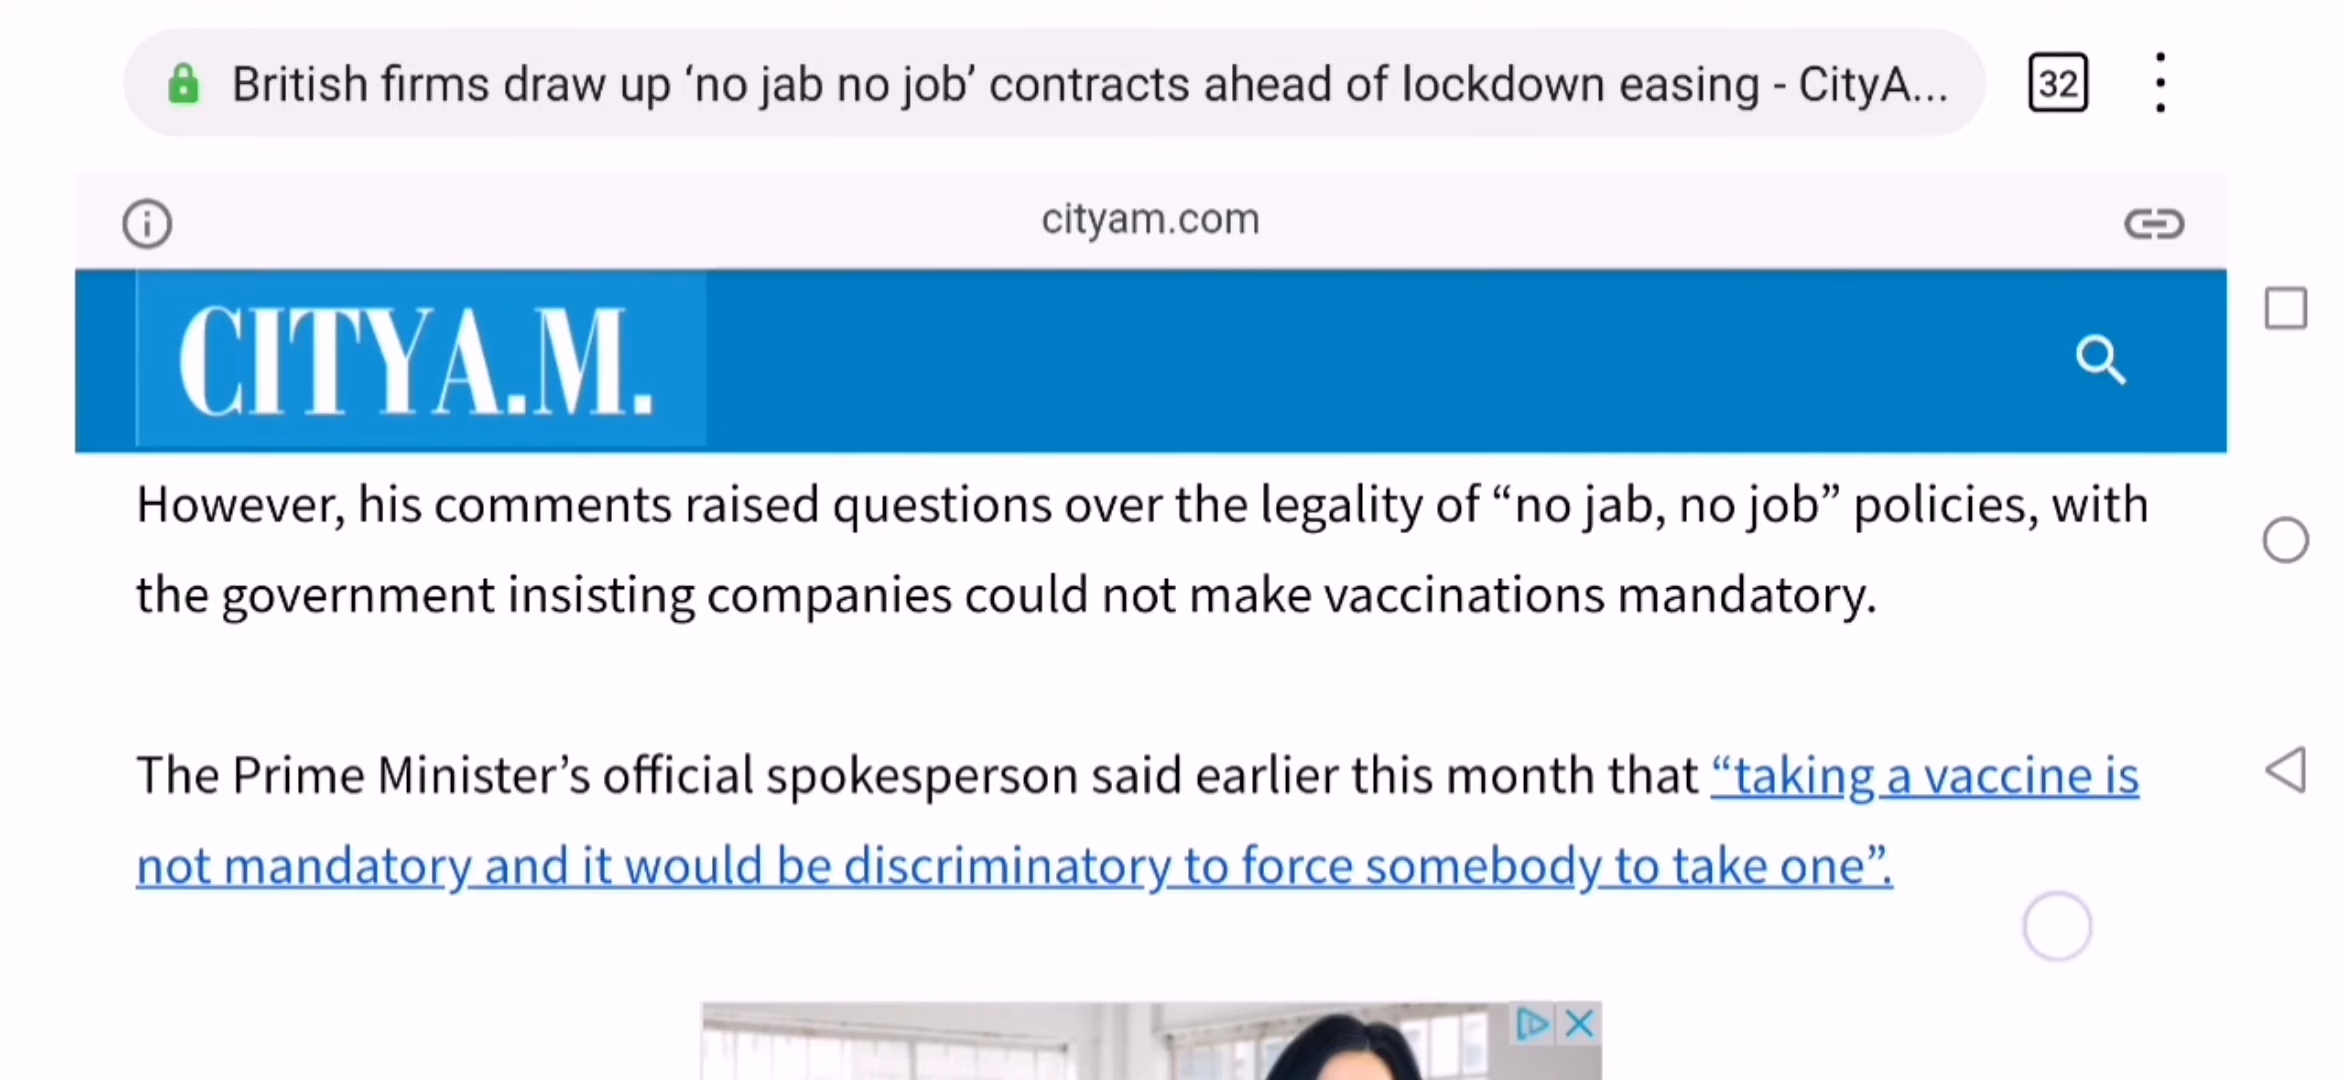 British firms draw up ‘no jab no job’ contracts ahead of lockdown easing - CityA...
32
cityam.com
CITYA.M.
However, his comments raised questions over the legality of “no jab, no job” policies, with
the government insisting companies could not make vaccinations mandatory.
The Prime Minister’s official spokesperson said earlier this month that “taking a vaccine is
not mandatory and it would be discriminatory to force somebody to take one”.